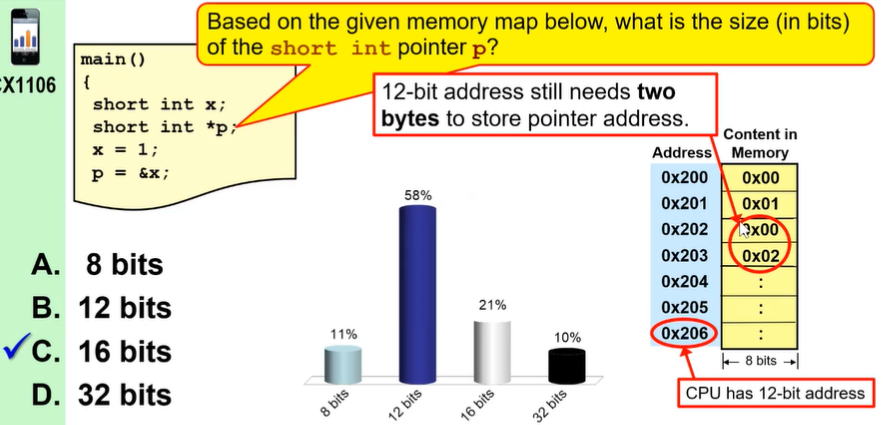 Based on the given memory map below, what is the size (in bits)
of the short int pointer p?
CX1106
main()
{
short int x;
short int *p;
x = 1;
p = &x;
12-bit address still needs two
bytes to store pointer address.
A. 8 bits
B. 12 bits
C. 16 bits
D. 32 bits
11%
58%
21%
10%
8 bits
12 bits
16 bits
32 bits
Content in
Address Memory
0x200 0x00
0x201 0x01
0x202 0x00
0x203 0x02
0x204 :
0x205 :
0x206 :
8 bits
CPU has 12-bit address